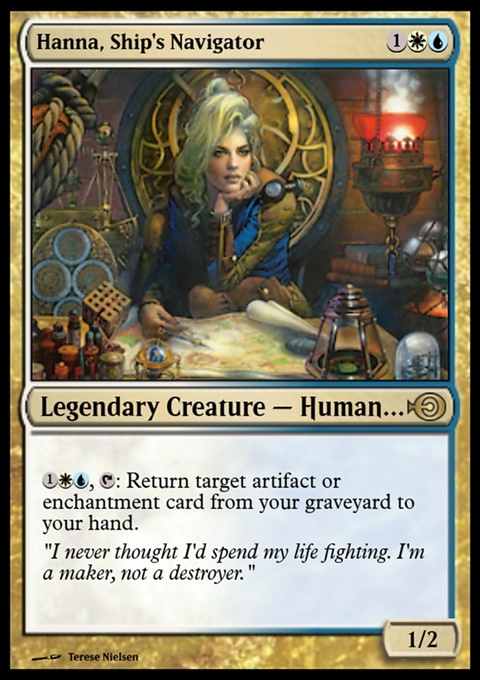 Hanna, Ship's Navigator 1
Legendary Creature — Human...
1, : Return target artifact or
enchantment card from your graveyard to
your hand.
"I never thought I'd spend my life fighting. I'm
a maker, not a destroyer."
1/2
Terese Nielsen